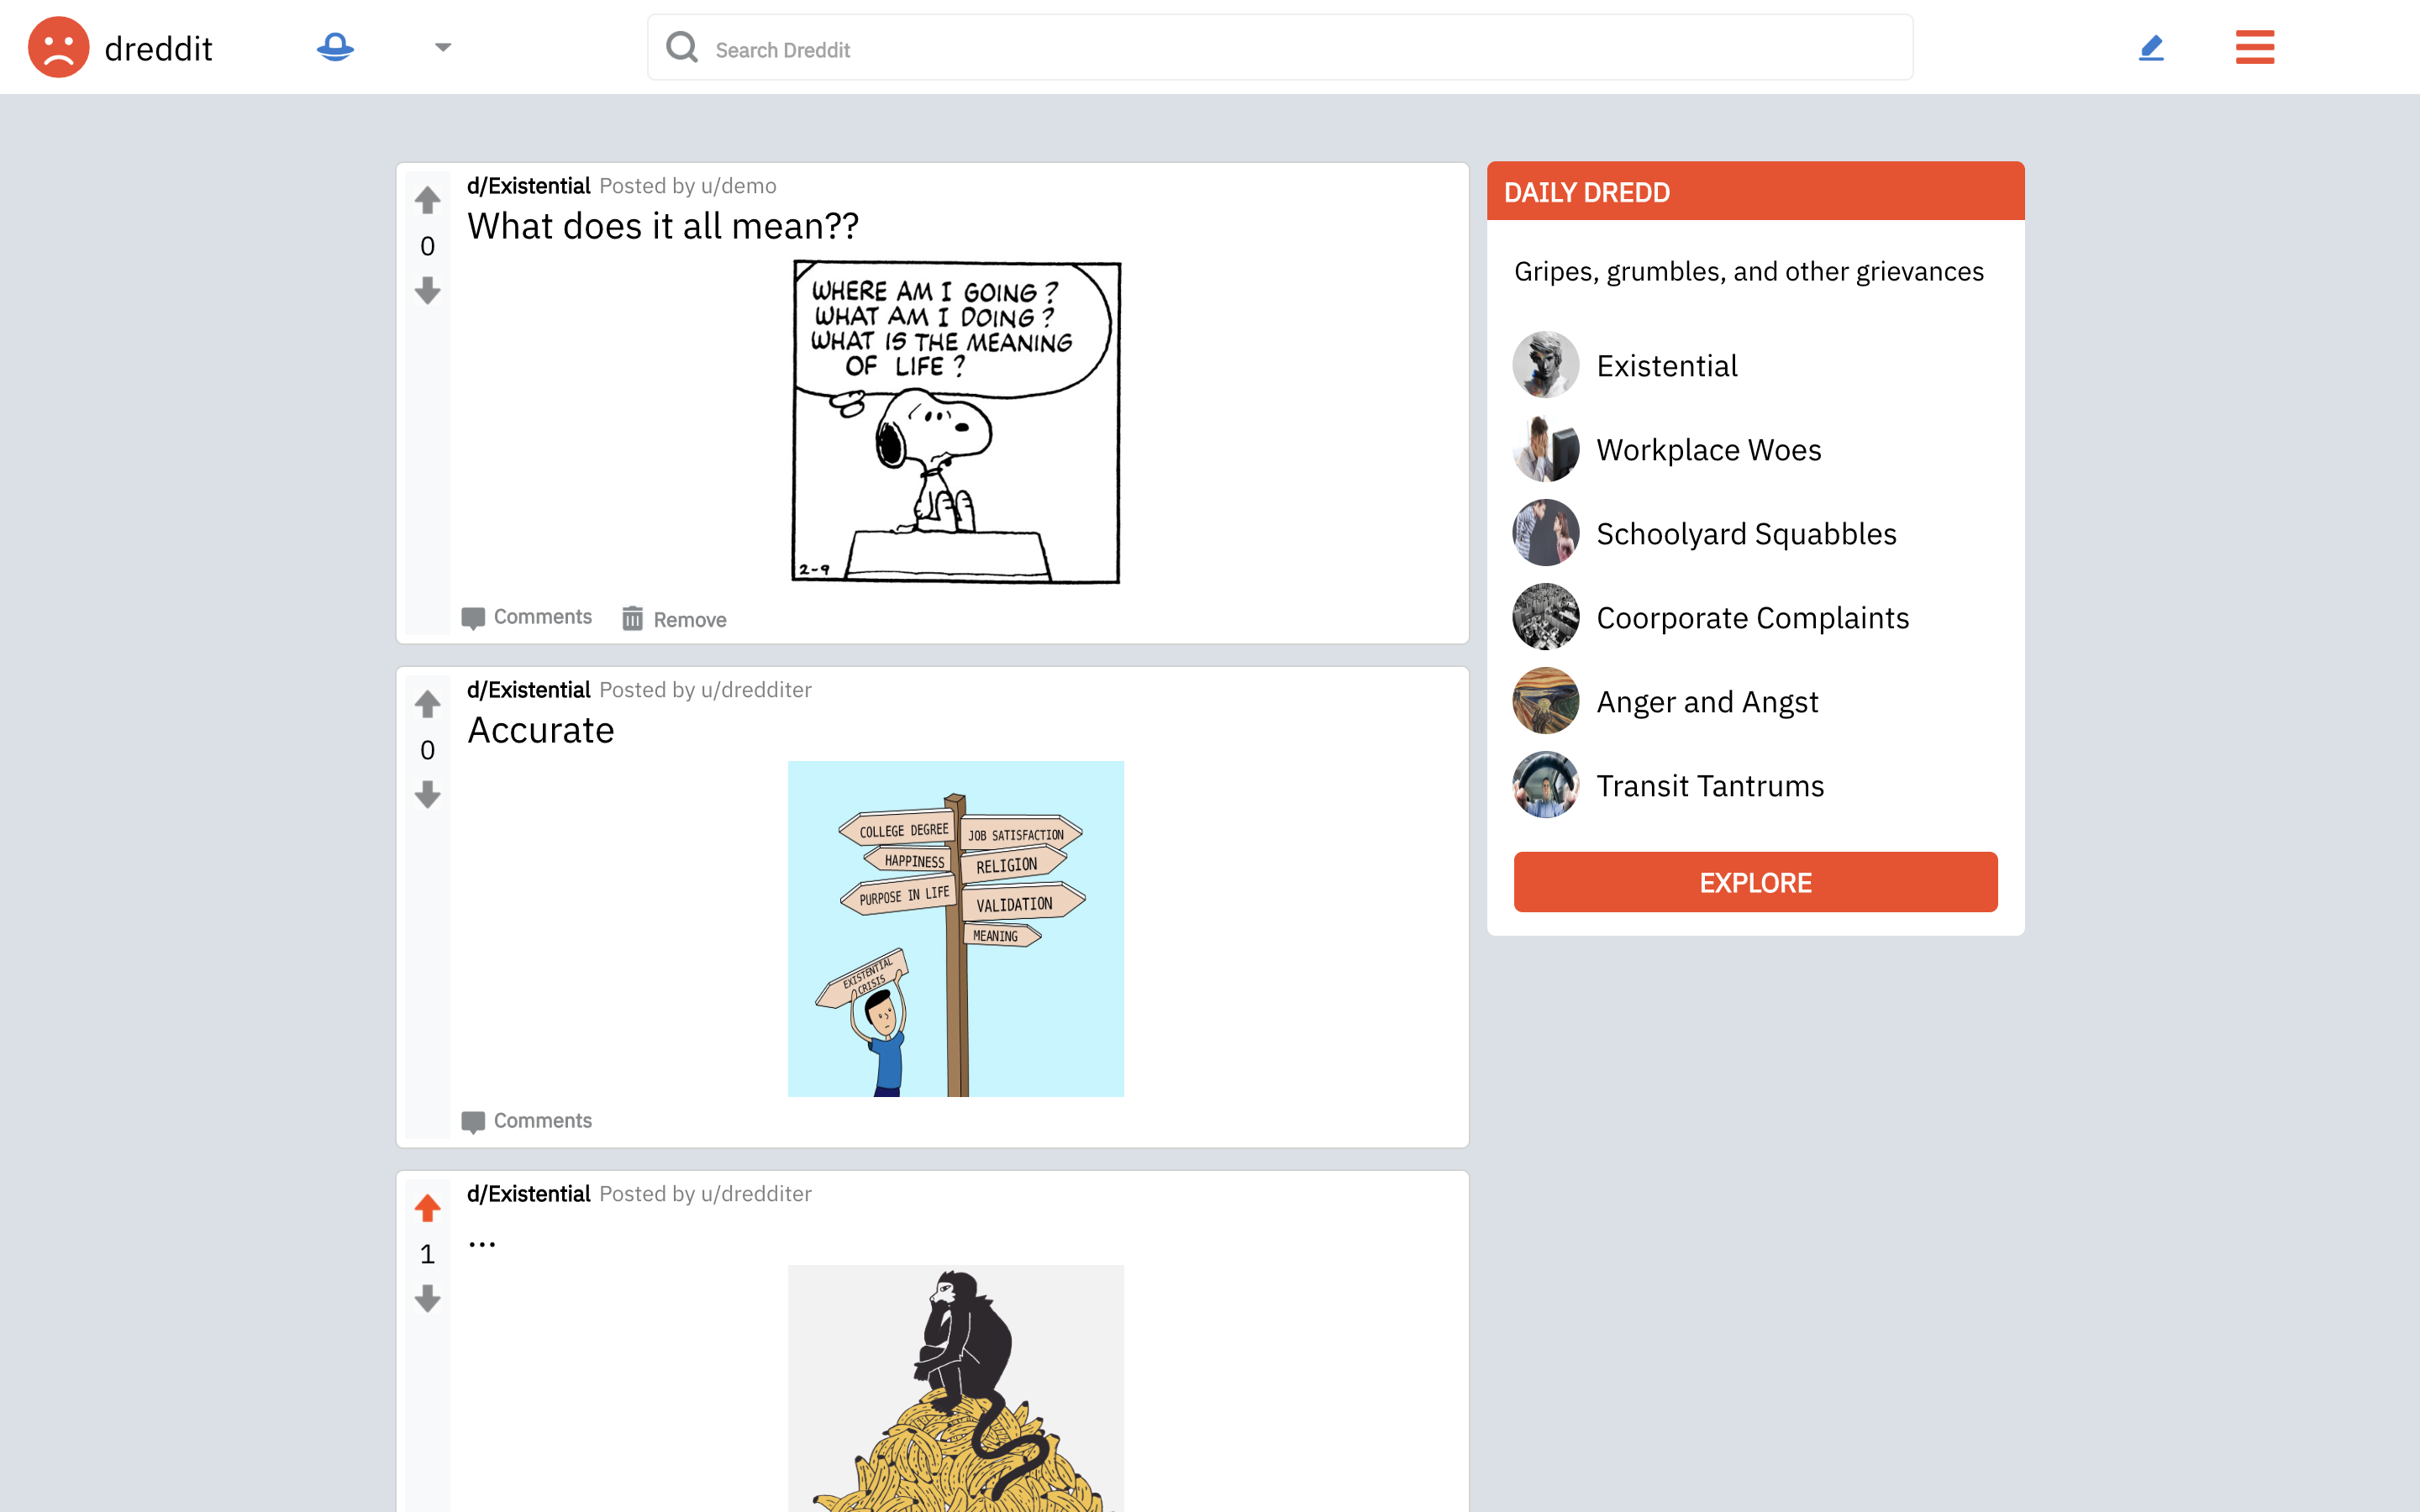 dreddit
Search Dreddit
d/Existential Posted by u/demo
What does it all mean??
0
WHERE AM I GOING?
WHAT AM I DOING?
WHAT IS THE MEANING
OF LIFE?
2-9
Comments
Remove
d/Existential Posted by u/dredditer
Accurate
0
COLLEGE DEGREE
JOB SATISFACTION
HAPPINESS
RELIGION
PURPOSE IN LIFE
VALIDATION
MEANING
EXISTENTIAL
CRISIS
Comments
d/Existential Posted by u/dredditer
...
1
DAILY DREDD
Gripes, grumbles, and other grievances
Existential
Workplace Woes
Schoolyard Squabbles
Coorporate Complaints
Anger and Angst
Transit Tantrums
EXPLORE